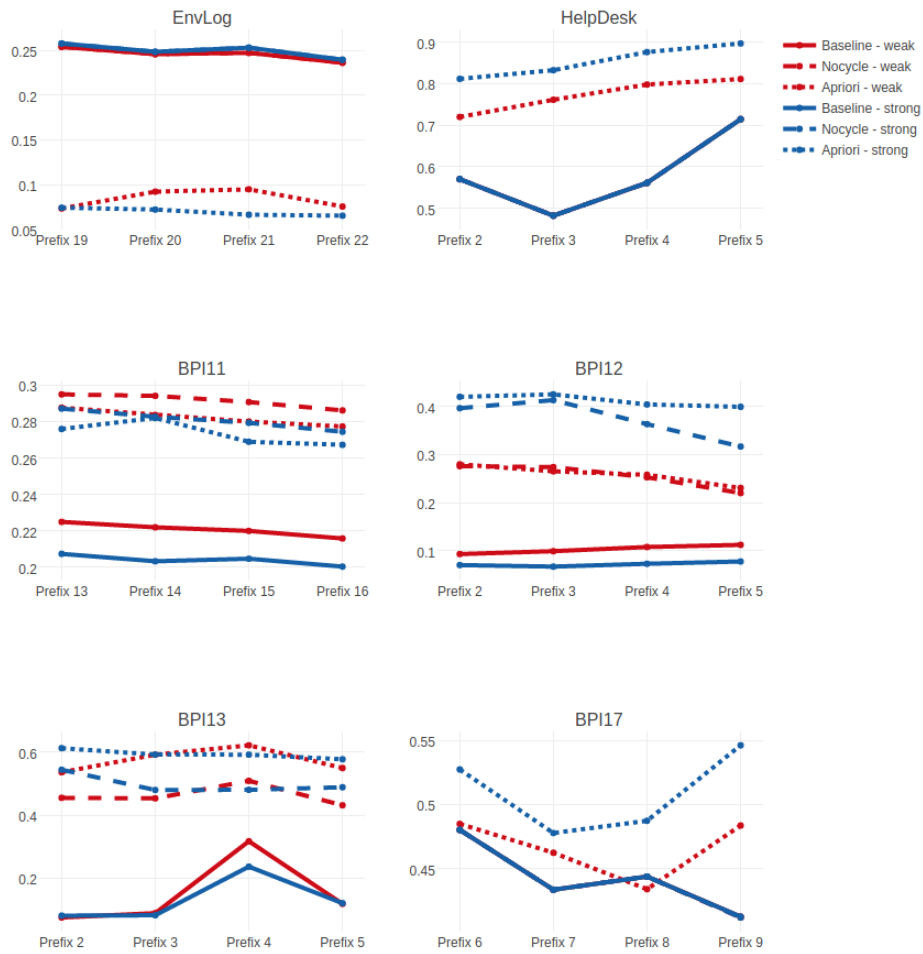 EnvLog
0.25
0.2
0.15
0.1
0.05
Prefix 19 Prefix 20 Prefix 21 Prefix 22
HelpDesk
0.9
0.8
0.7
0.6
0.5
Prefix 2 Prefix 3 Prefix 4 Prefix 5
Baseline - weak
Nocycle - weak
Apriori - weak
Baseline - strong
Nocycle - strong
Apriori - strong
BPI11
0.3
0.28
0.26
0.24
0.22
0.2
Prefix 13 Prefix 14 Prefix 15 Prefix 16
BPI12
0.4
0.3
0.2
0.1
Prefix 2 Prefix 3 Prefix 4 Prefix 5
BPI13
0.6
0.4
0.2
Prefix 2 Prefix 3 Prefix 4 Prefix 5
BPI17
0.55
0.5
0.45
Prefix 6 Prefix 7 Prefix 8 Prefix 9